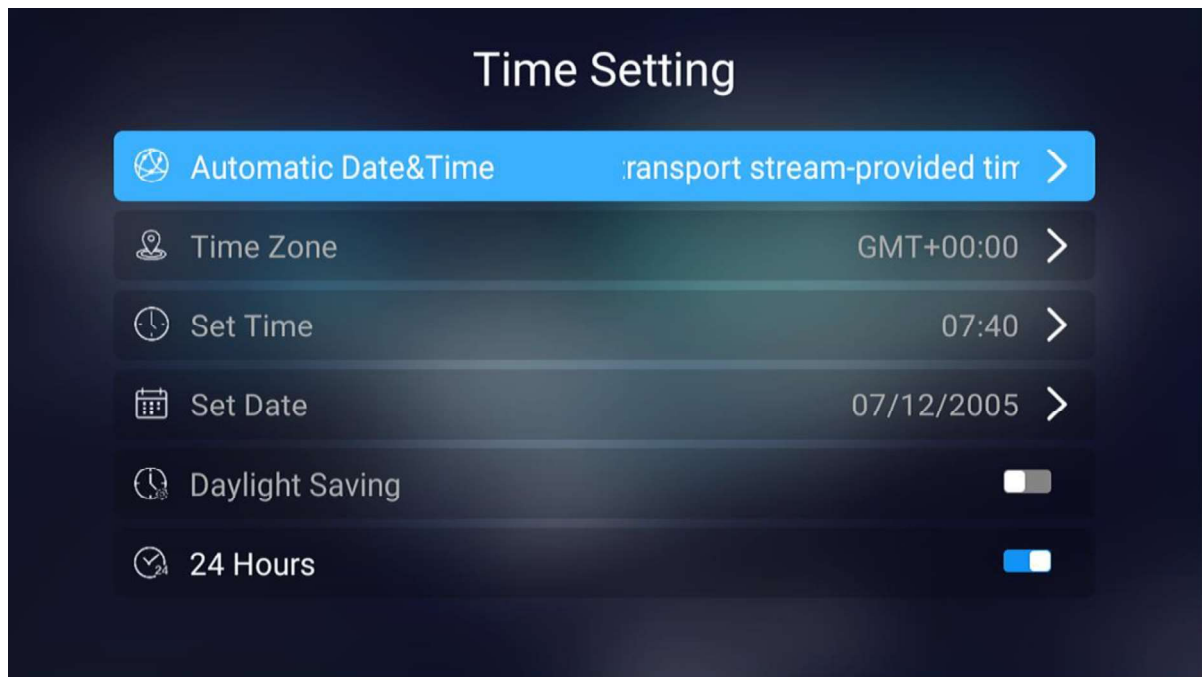 Time Setting
Automatic Date&Time transport stream-provided tim
Time Zone GMT+00:00
Set Time 07:40
Set Date 07/12/2005
Daylight Saving
24 Hours